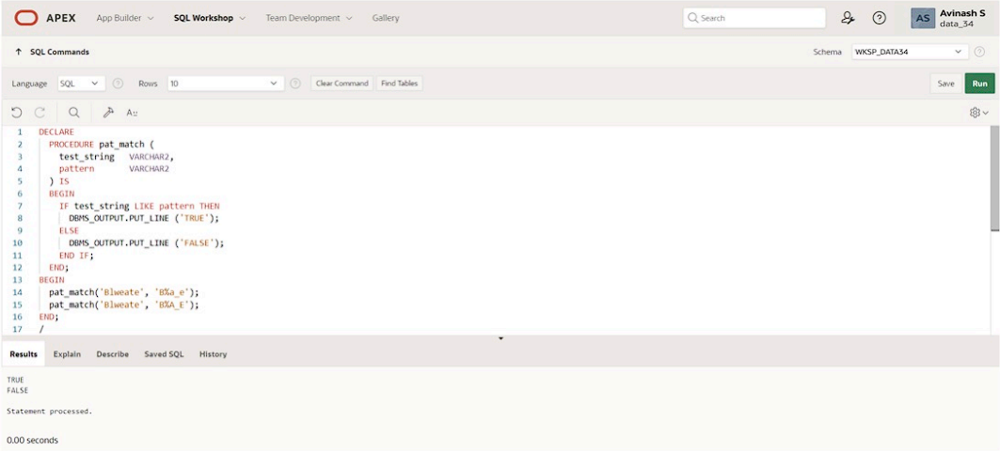 APEX App Builder SQL Workshop Team Development Gallery Search AS Avinash S
data_34
↑ SQL Commands Schema WKSP_DATA34
Language SQL Rows 10 Clear Command Find Tables Save Run
A::
1 DECLARE
2 PROCEDURE pat_match (
3 test_string VARCHAR2,
4 pattern VARCHAR2
5 ) IS
6 BEGIN
7 IF test_string LIKE pattern THEN
8 DBMS_OUTPUT.PUT_LINE ('TRUE');
9 ELSE
10 DBMS_OUTPUT.PUT_LINE ('FALSE');
11 END IF;
12 END;
13 BEGIN
14 pat_match('Blweate', 'B%a_e');
15 pat_match('Blweate', 'B%A_E');
16 END;
17 /
Results Explain Describe Saved SQL History
TRUE
FALSE
Statement processed.
0.00 seconds